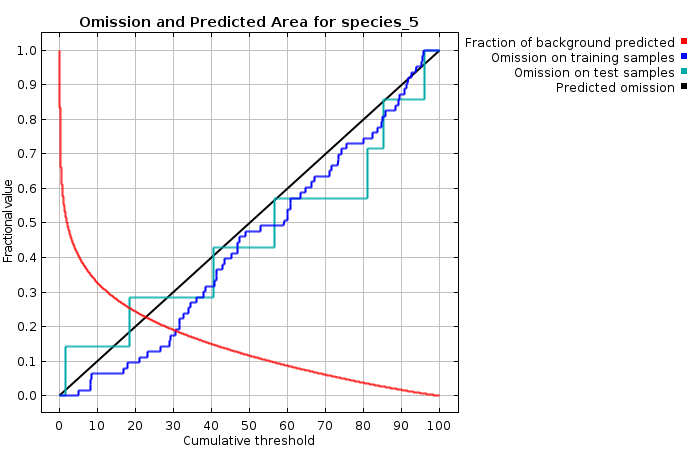 Omission and Predicted Area for species_5
Fraction of background predicted
Omission on training samples
Omission on test samples
Predicted omission
Fractional value
1.0
0.9
0.8
0.7
0.6
0.5
0.4
0.3
0.2
0.1
0.0
0 10 20 30 40 50 60 70 80 90 100
Cumulative threshold